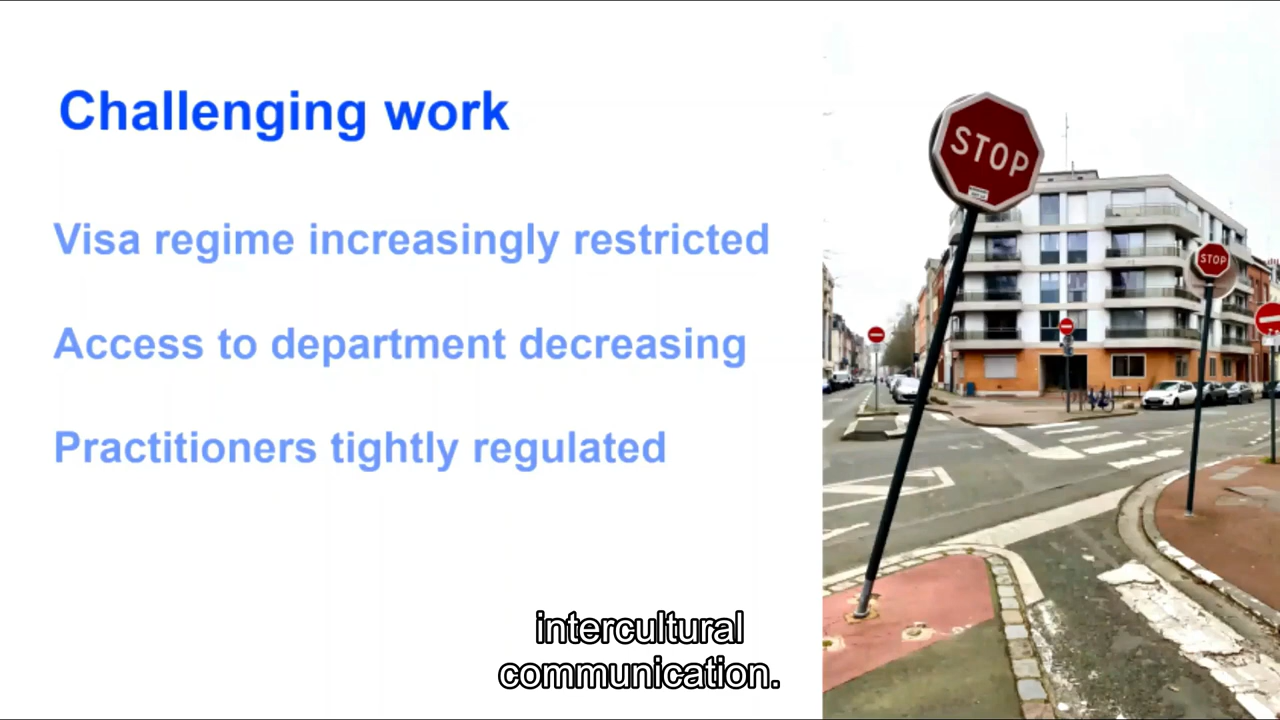 Challenging work
Visa regime increasingly restricted
Access to department decreasing
Practitioners tightly regulated
STOP
STOP
intercultural
communication.